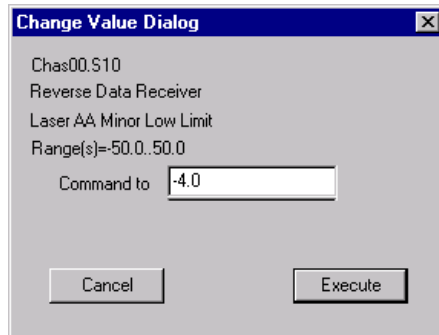 Change Value Dialog
Chas00.S10
Reverse Data Receiver
Laser AA Minor Low Limit
Range(s)=-50.0..50.0
Command to -4.0
Cancel Execute